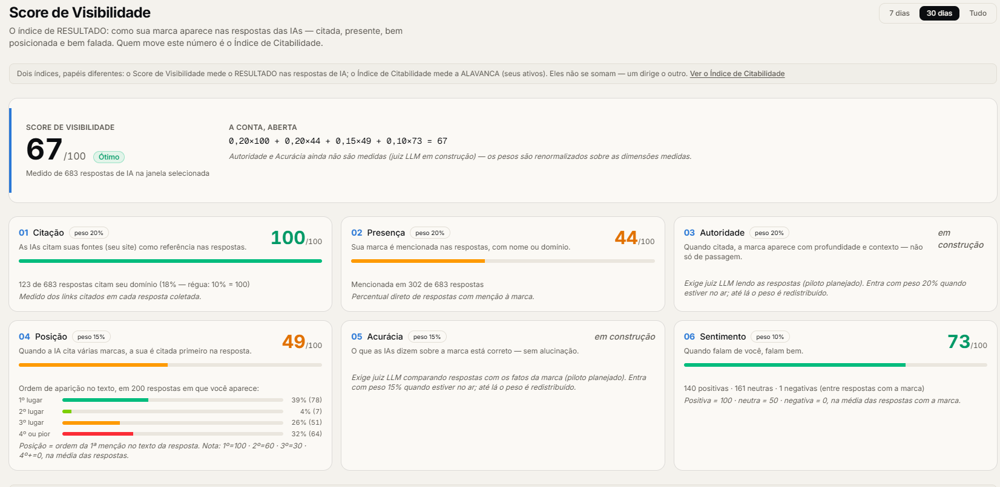 Score de Visibilidade
7 dias
30 dias
Tudo
O índice de RESULTADO: como sua marca aparece nas respostas das IAs — citada, presente, bem
posicionada e bem falada. Quem move este número é o Índice de Citabilidade.
Dois índices, papéis diferentes: o Score de Visibilidade mede o RESULTADO nas respostas de IA; o Índice de Citabilidade mede a ALAVANCA (seus ativos). Eles não se somam — um dirige o outro. Ver o Índice de Citabilidade
SCORE DE VISIBILIDADE
67/100 Ótimo
Medido de 683 respostas de IA na janela selecionada
A CONTA, ABERTA
0,20×100 + 0,20×44 + 0,15×49 + 0,10×73 = 67
Autoridade e Acurácia ainda não são medidas (juiz LLM em construção) — os pesos são renormalizados sobre as dimensões medidas.
01 Citação peso 20%
100/100
As IAs citam suas fontes (seu site) como referência nas respostas.
123 de 683 respostas citam seu domínio (18% — régua: 10% = 100)
Medido dos links citados em cada resposta coletada.
02 Presença peso 20%
44/100
Sua marca é mencionada nas respostas, com nome ou domínio.
Mencionada em 302 de 683 respostas
Percentual direto de respostas com menção à marca.
03 Autoridade peso 20%
em
construção
Quando citada, a marca aparece com profundidade e contexto — não
só de passagem.
Exige juiz LLM lendo as respostas (piloto planejado). Entra com peso 20% quando
estiver no ar; até lá o peso é redistribuído.
04 Posição peso 15%
49/100
Quando a IA cita várias marcas, a sua é citada primeiro na resposta.
Ordem de aparição no texto, em 200 respostas em que você aparece:
1º lugar 39% (78)
2º lugar 4% (7)
3º lugar 26% (51)
4º ou pior 32% (64)
Posição = ordem da 1ª menção no texto da resposta. Nota: 1º=100 · 2º=60 · 3º=30 ·
4º+=0, na média das respostas.
05 Acurácia peso 15%
em construção
O que as IAs dizem sobre a marca está correto — sem alucinação.
Exige juiz LLM comparando respostas com os fatos da marca (piloto planejado). Entra
com peso 15% quando estiver no ar; até lá o peso é redistribuído.
06 Sentimento peso 10%
73/100
Quando falam de você, falam bem.
140 positivas · 161 neutras · 1 negativas (entre respostas com a marca)
Positiva = 100 · neutra = 50 · negativa = 0, na média das respostas com a marca.